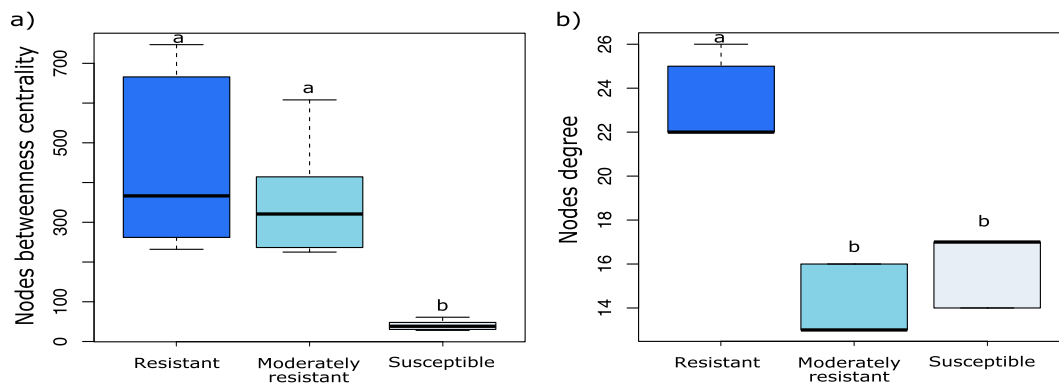 a)
Nodes betweenness centrality
700
500
300
100
0
a
a
b
Resistant
Moderately
resistant
Susceptible
b)
Nodes degree
26
24
22
20
18
16
14
a
b
b
Resistant
Moderately
resistant
Susceptible